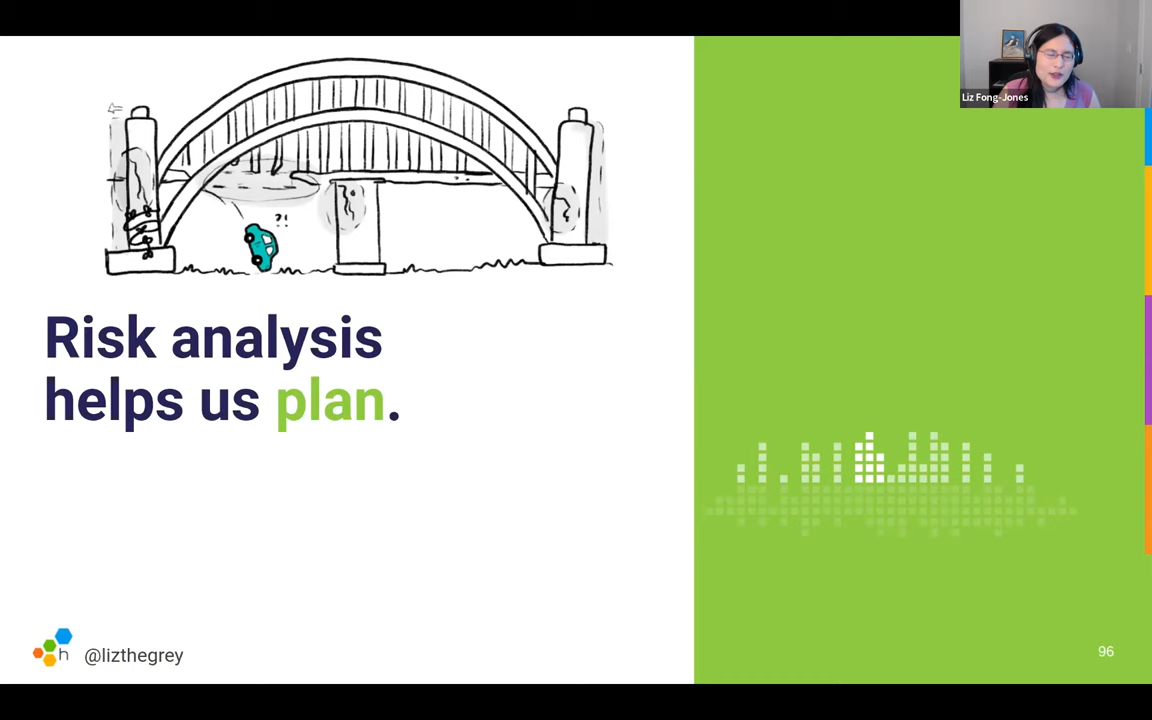 Liz Fong-Jones
?!
Risk analysis
helps us plan.
h
@lizthegrey
96